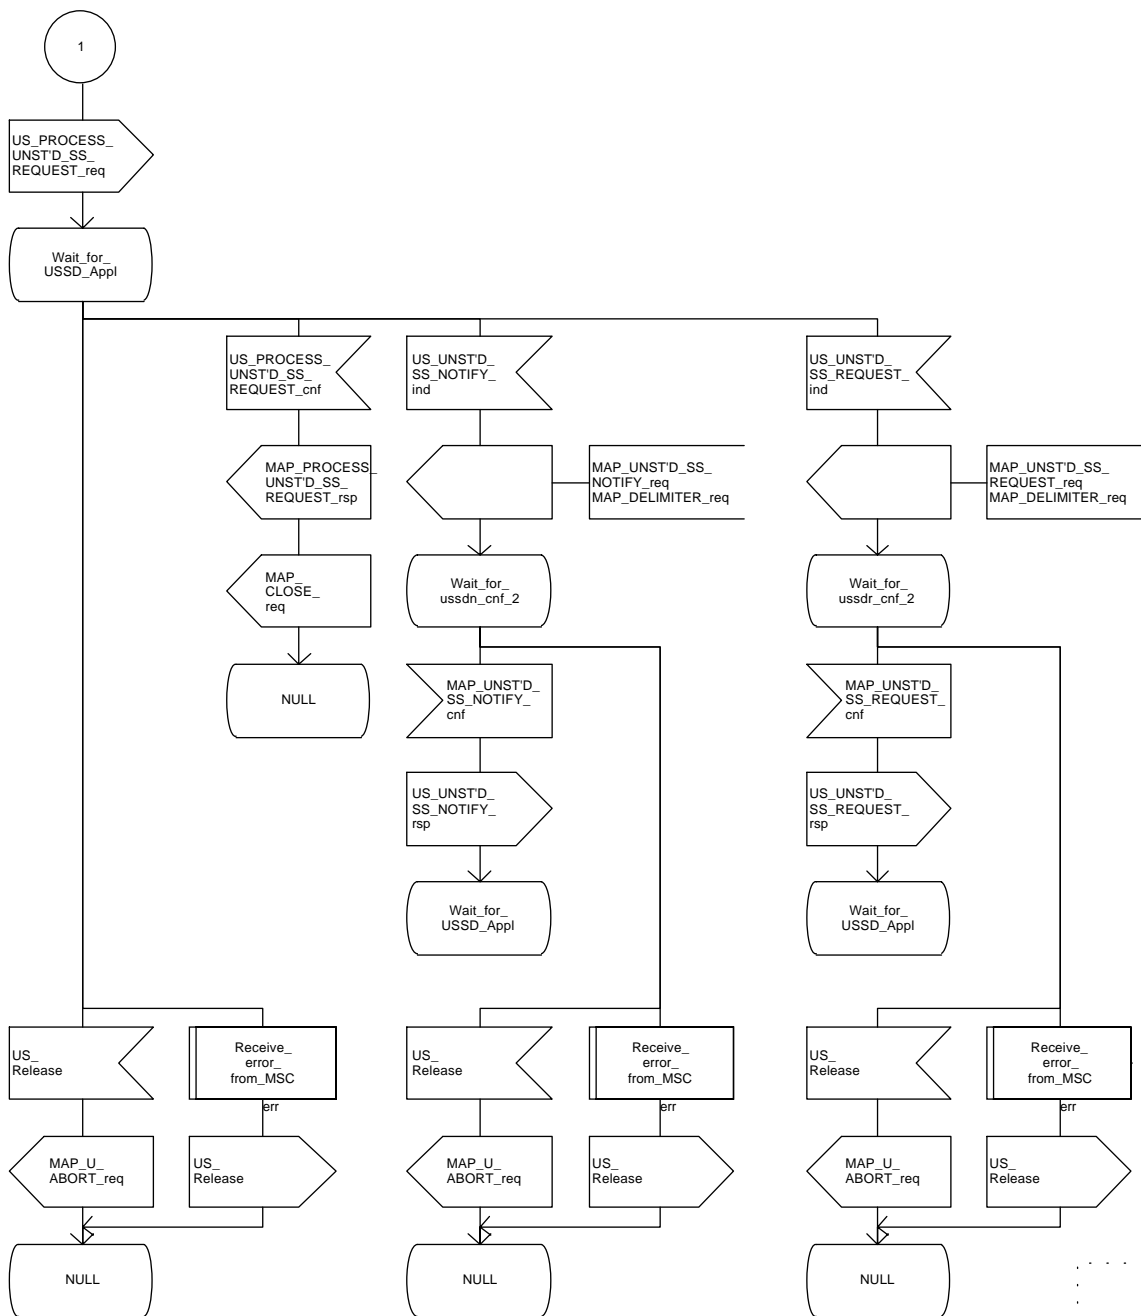 1
US_PROCESS_
UNST'D_SS_
REQUEST_req
Wait_for_
USSD_Appl
US_PROCESS_
UNST'D_SS_
REQUEST_cnf
US_UNST'D_
SS_NOTIFY_
ind
US_UNST'D_
SS_REQUEST_
ind
MAP_PROCESS_
UNST'D_SS_
REQUEST_rsp
MAP_UNST'D_SS_
NOTIFY_req
MAP_DELIMITER_req
MAP_UNST'D_SS_
REQUEST_req
MAP_DELIMITER_req
MAP_
CLOSE_
req
Wait_for_
ussdn_cnf_2
Wait_for_
ussdr_cnf_2
NULL
MAP_UNST'D_
SS_NOTIFY_
cnf
MAP_UNST'D_
SS_REQUEST_
cnf
US_UNST'D_
SS_NOTIFY_
rsp
US_UNST'D_
SS_REQUEST_
rsp
Wait_for_
USSD_Appl
Wait_for_
USSD_Appl
US_
Release
Receive_
error_
from_MSC
err
US_
Release
Receive_
error_
from_MSC
err
US_
Release
Receive_
error_
from_MSC
err
MAP_U_
ABORT_req
US_
Release
MAP_U_
ABORT_req
US_
Release
MAP_U_
ABORT_req
US_
Release
NULL
NULL
NULL